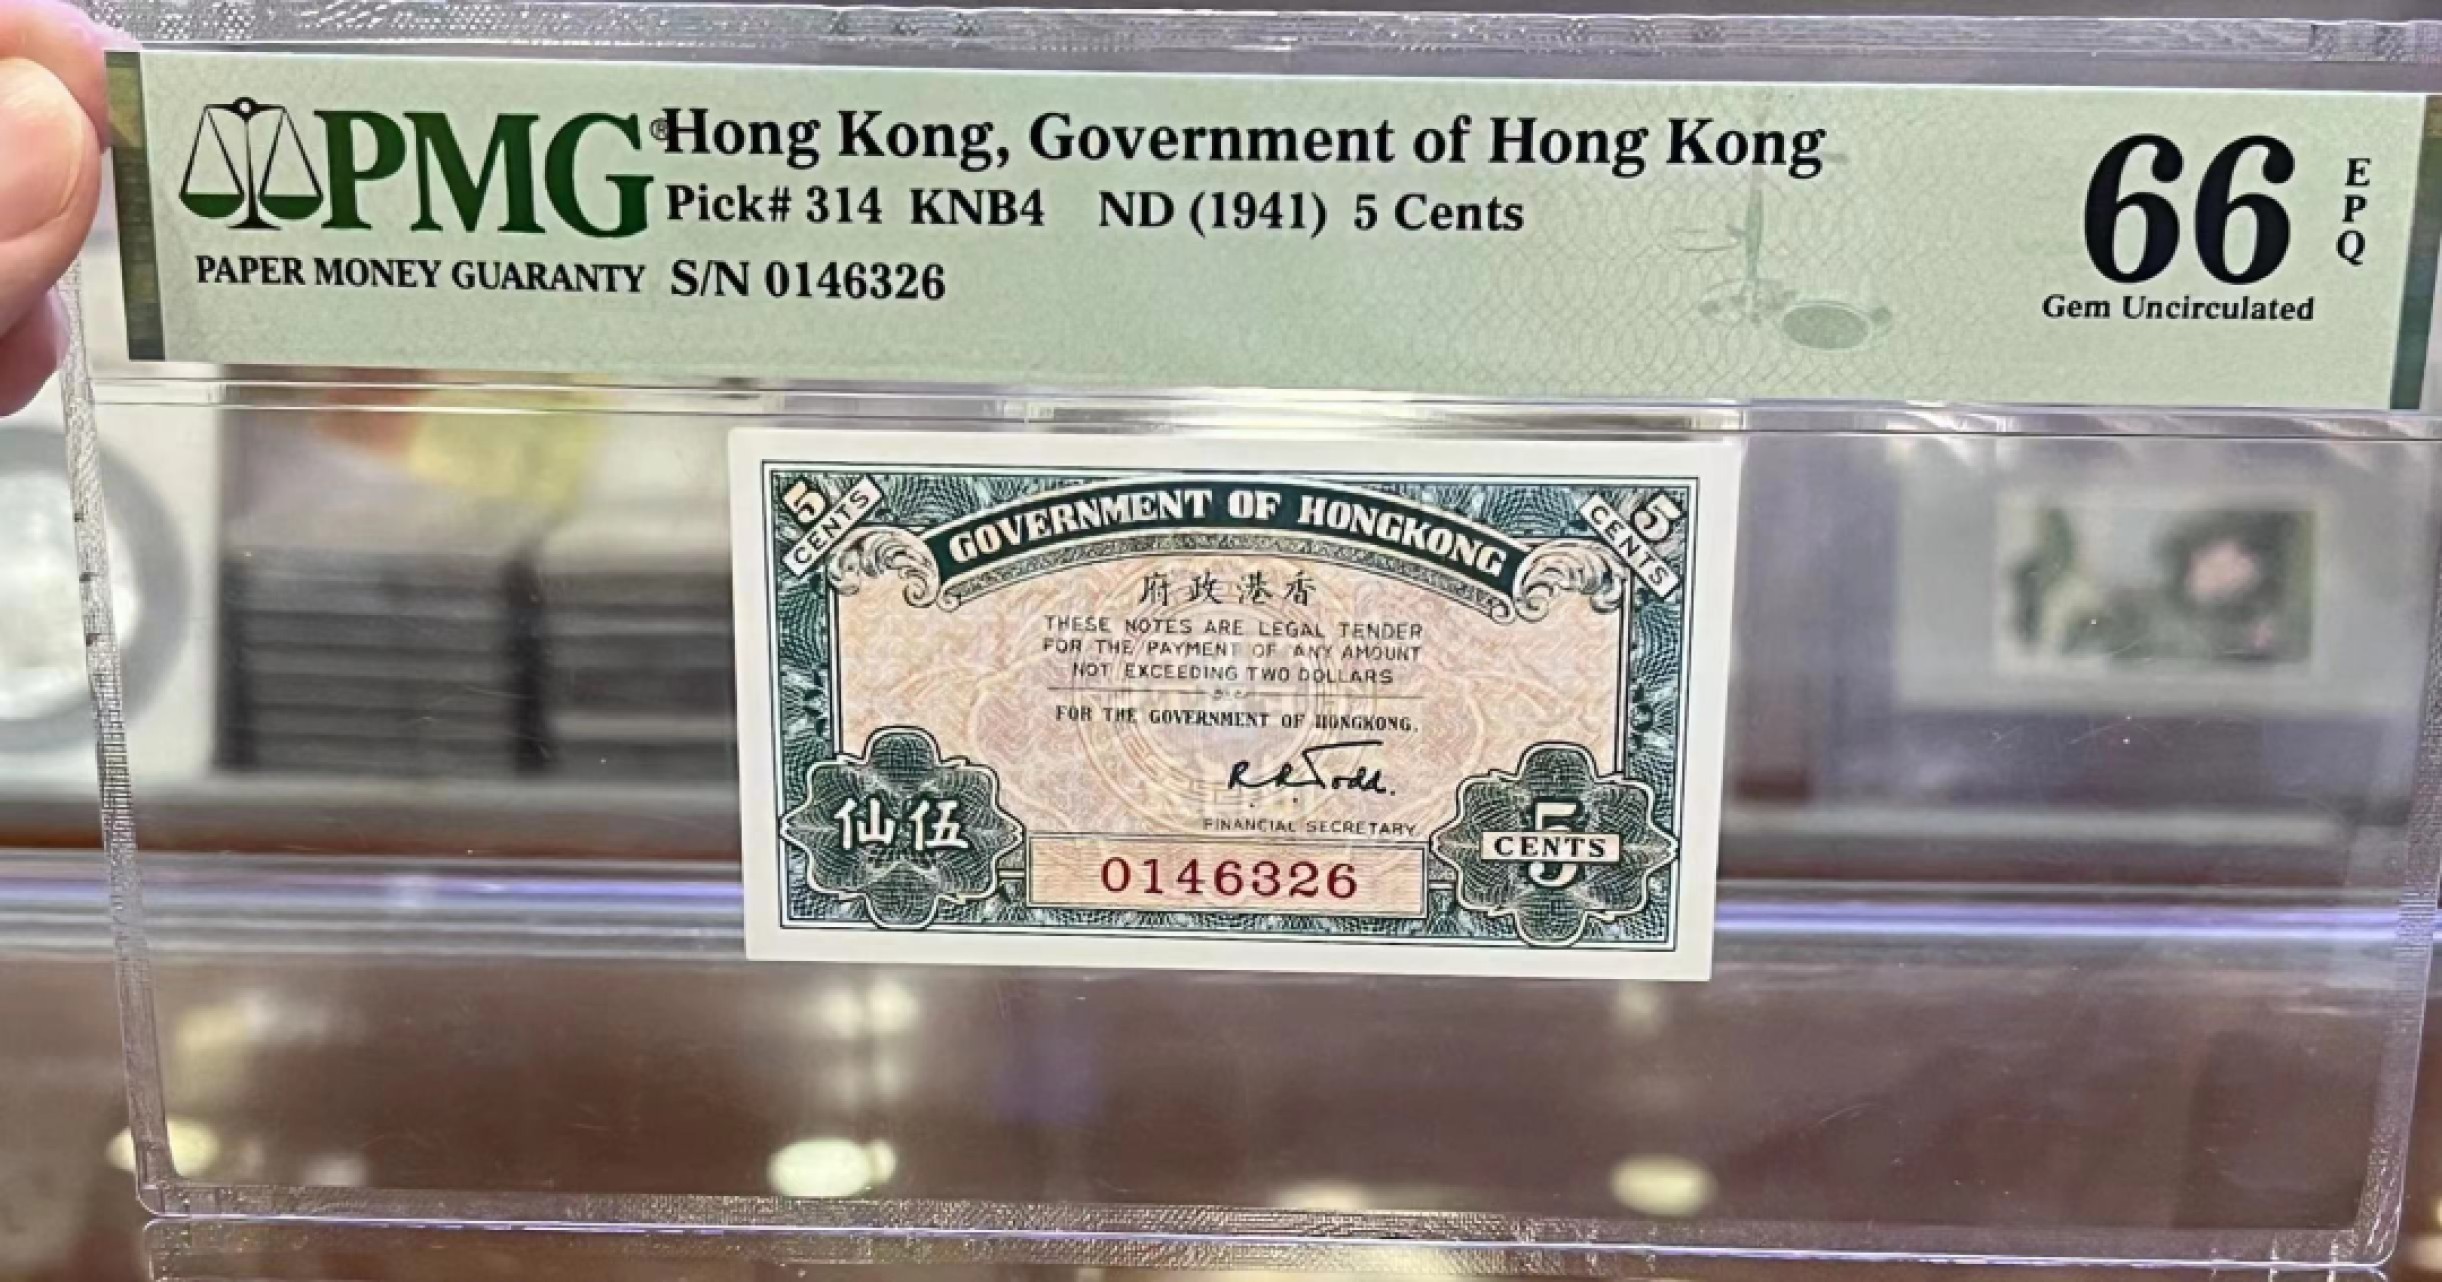 PMG® Hong Kong, Government of Hong Kong
Pick# 314 KNB4 ND (1941) 5 Cents
PAPER MONEY GUARANTY S/N 0146326
66 EPQ
Gem Uncirculated
5 CENTS
GOVERNMENT OF HONGKONG
5 CENTS
府政港香
THESE NOTES ARE LEGAL TENDER
FOR THE PAYMENT OF ANY AMOUNT
NOT EXCEEDING TWO DOLLARS
FOR THE GOVERNMENT OF HONGKONG.
R R Todd.
FINANCIAL SECRETARY.
仙伍
0146326
5
CENTS